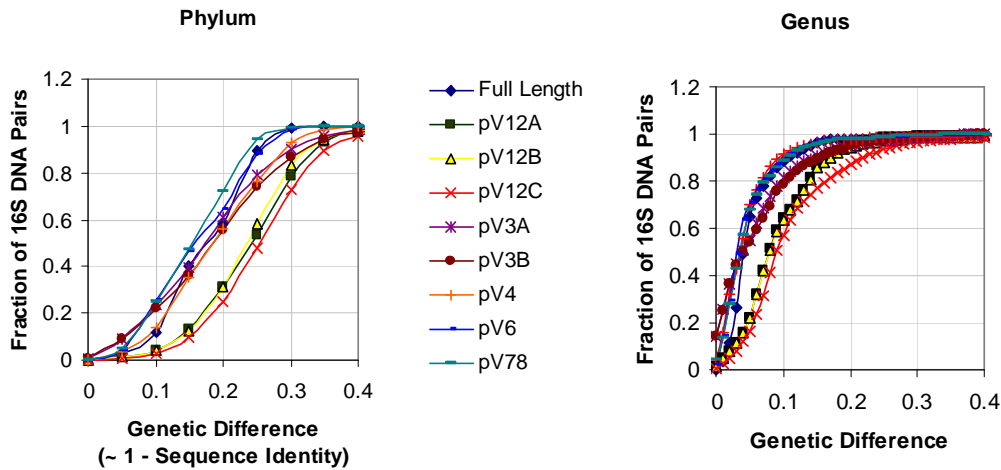 Phylum
Fraction of 16S DNA Pairs
1.2
1
0.8
0.6
0.4
0.2
0
0.0
0.1
0.2
0.3
0.4
Genetic Difference
(~ 1 - Sequence Identity)
Full Length
pV12A
pV12B
pV12C
pV3A
pV3B
pV4
pV6
pV78
Genus
Fraction of 16S DNA Pairs
1.2
1
0.8
0.6
0.4
0.2
0
0
0.1
0.2
0.3
0.4
Genetic Difference